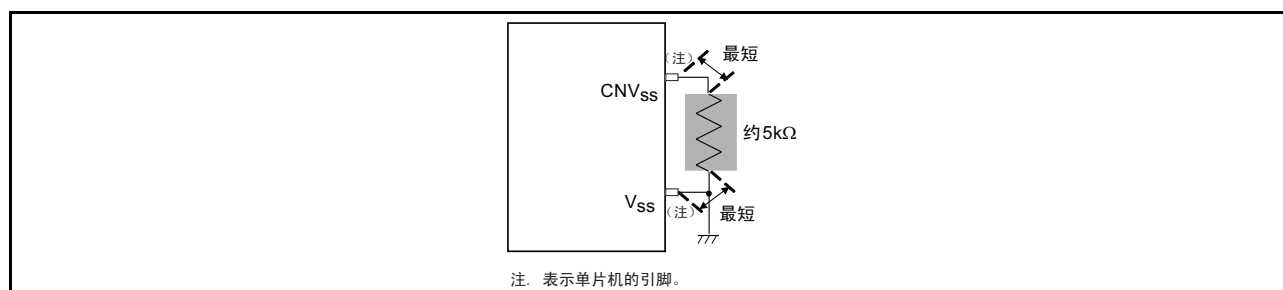 (注) 最短
CNVSS
约5kΩ
VSS
(注) 最短
注. 表示单片机的引脚。